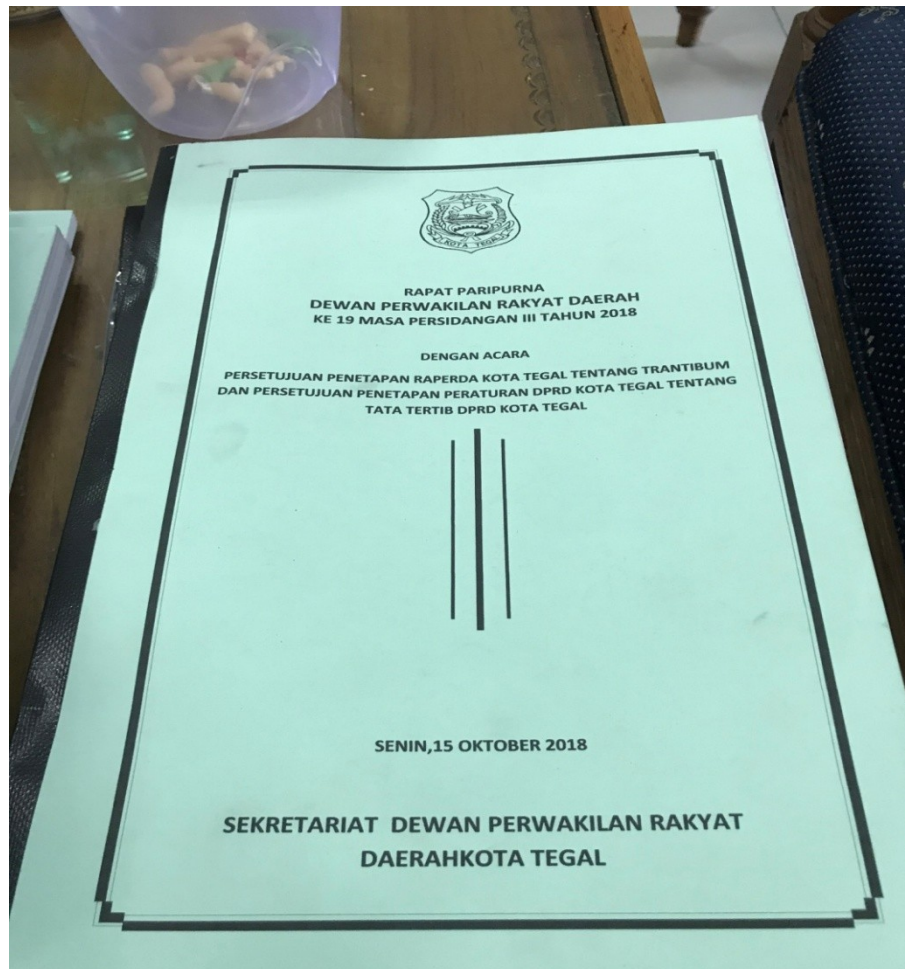 KOTA TEGAL
RAPAT PARIPURNA
DEWAN PERWAKILAN RAKYAT DAERAH
KE 19 MASA PERSIDANGAN III TAHUN 2018
DENGAN ACARA
PERSETUJUAN PENETAPAN RAPERDA KOTA TEGAL TENTANG TRANTIBUM
DAN PERSETUJUAN PENETAPAN PERATURAN DPRD KOTA TEGAL TENTANG
TATA TERTIB DPRD KOTA TEGAL
SENIN,15 OKTOBER 2018
SEKRETARIAT DEWAN PERWAKILAN RAKYAT
DAERAHKOTA TEGAL